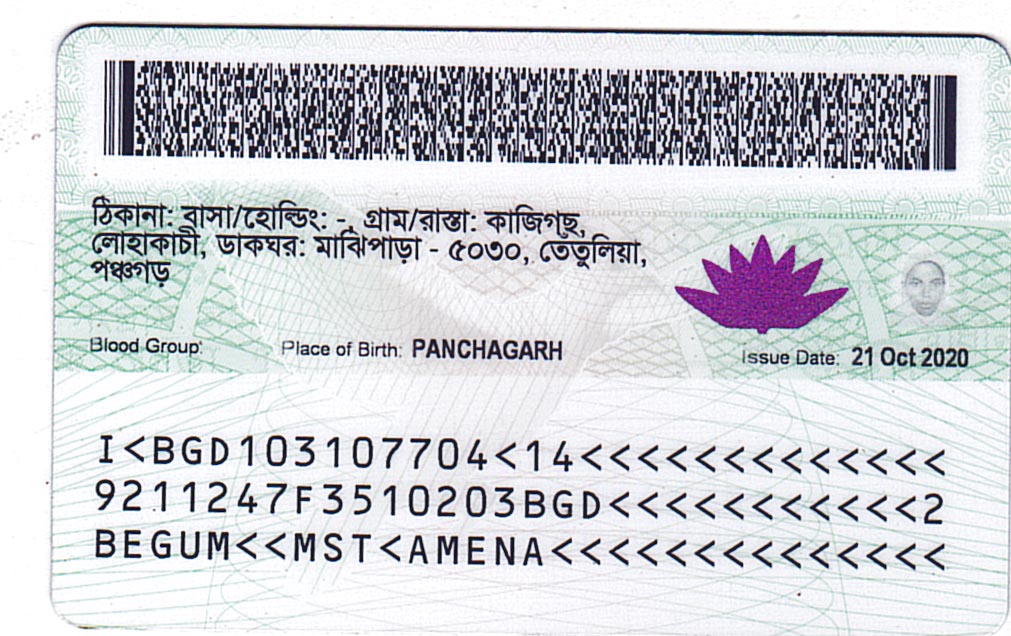 ঠিকানা: বাসা/হোল্ডিং: -, গ্রাম/রাস্তা: কাজিগছ,
লোহাকাচী, ডাকঘর: মাঝিপাড়া - ৫০৩০, তেঁতুলিয়া,
পঞ্চগড়
Blood Group: Place of Birth: PANCHAGARH Issue Date: 21 Oct 2020
I<BGD103107704<14<<<<<<<<<<<<<
9211247F3510203BGD<<<<<<<<<<<2
BEGUM<<MST<AMENA<<<<<<<<<<<<<<